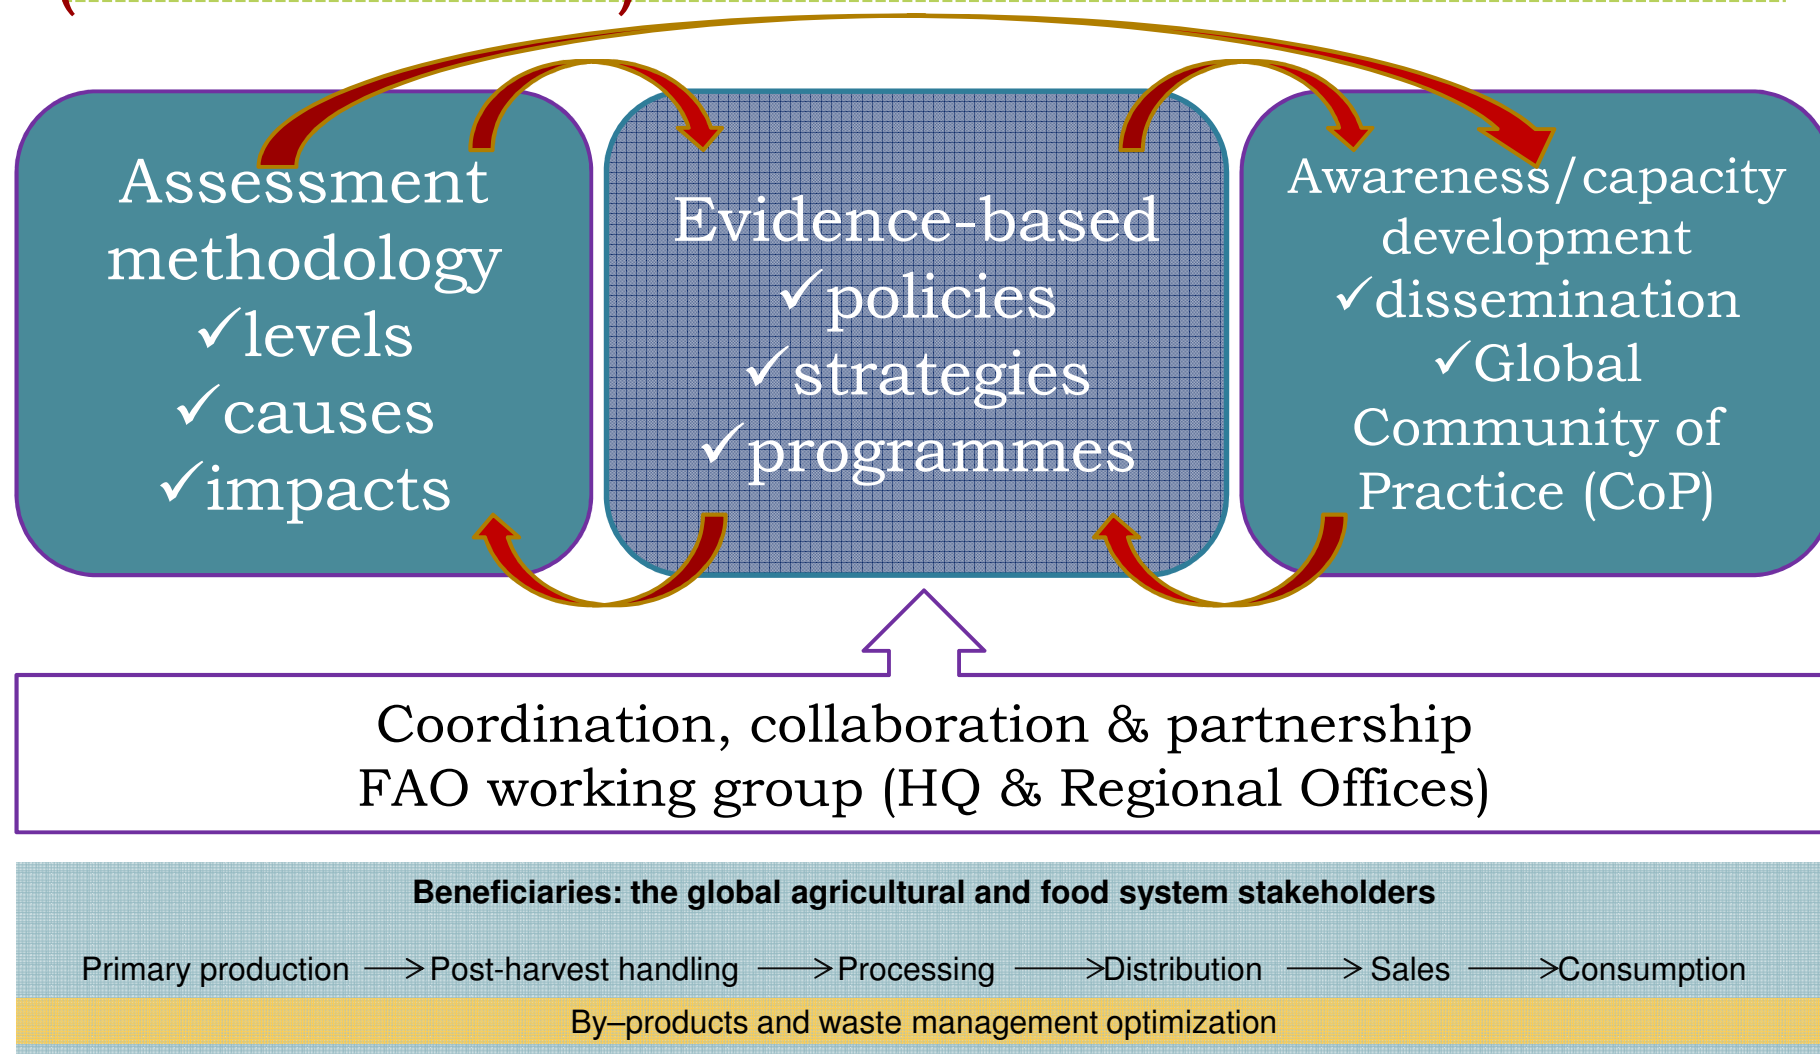 Assessment
methodology
✓levels
✓causes
✓impacts
Evidence-based
✓policies
✓strategies
✓programmes
Awareness/capacity
development
✓dissemination
✓Global
Community of
Practice (CoP)
Coordination, collaboration & partnership
FAO working group (HQ & Regional Offices)
Beneficiaries: the global agricultural and food system stakeholders
Primary production → Post-harvest handling → Processing → Distribution → Sales → Consumption
By–products and waste management optimization